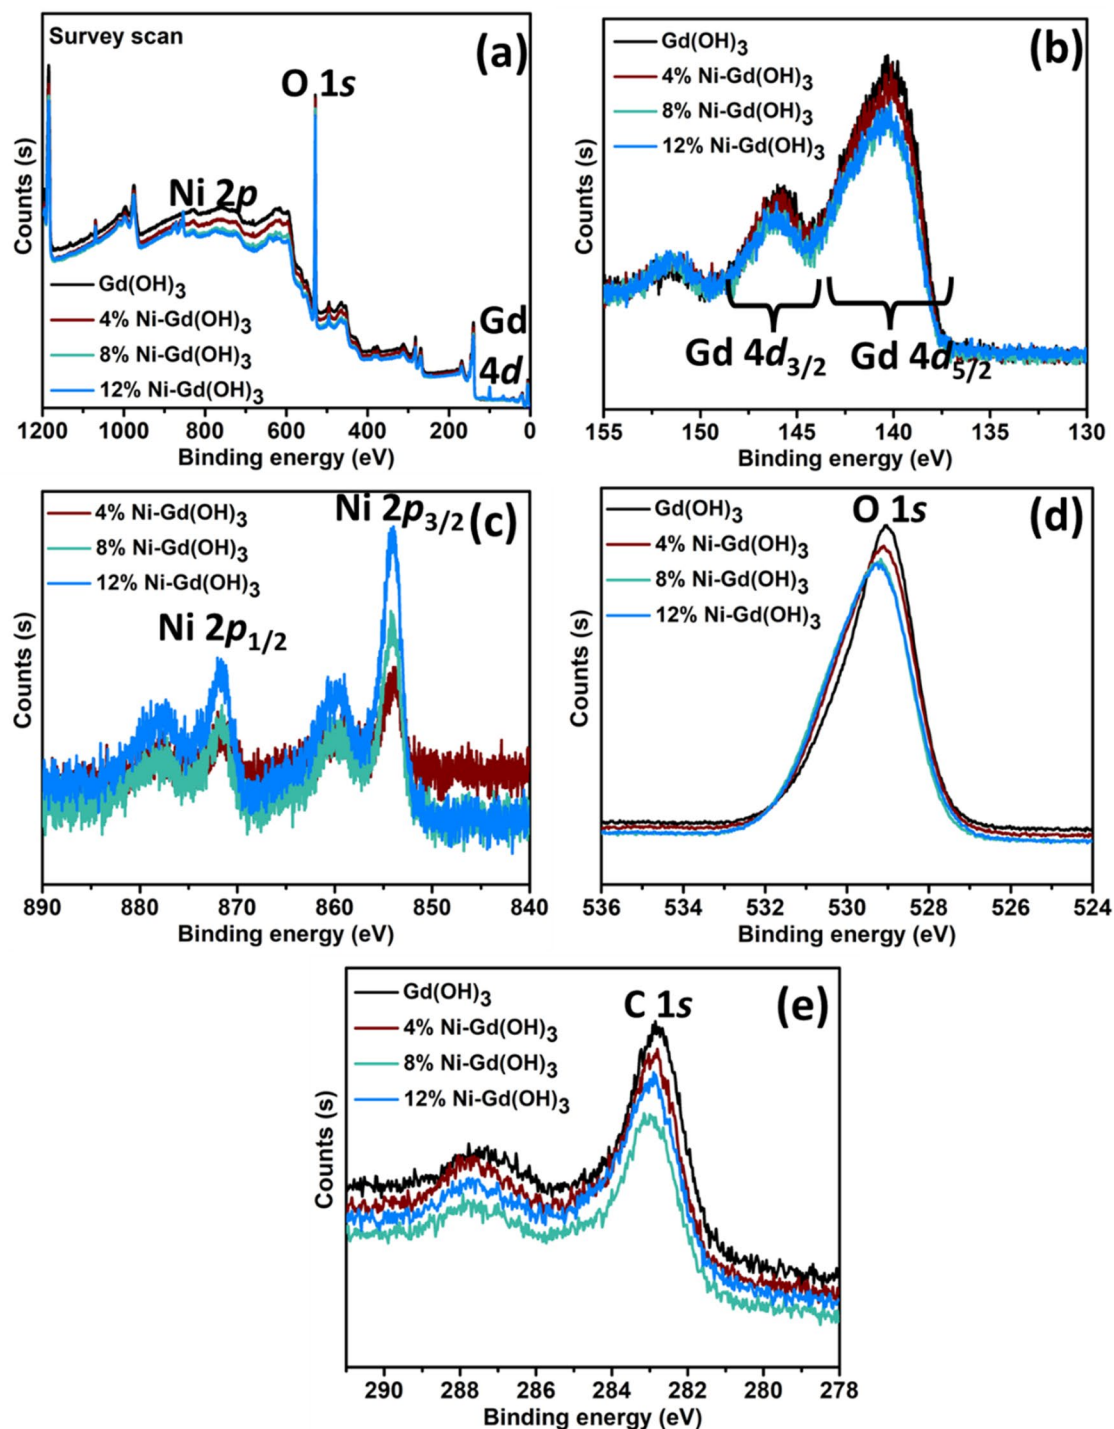 Survey scan
(a)
O 1s
Ni 2p
Gd
4d
Gd(OH)3
4% Ni-Gd(OH)3
8% Ni-Gd(OH)3
12% Ni-Gd(OH)3
Counts (s)
1200 1000 800 600 400 200 0
Binding energy (eV)
(b)
Gd(OH)3
4% Ni-Gd(OH)3
8% Ni-Gd(OH)3
12% Ni-Gd(OH)3
Gd 4d3/2 Gd 4d5/2
Counts (s)
155 150 145 140 135 130
Binding energy (eV)
(c)
4% Ni-Gd(OH)3
8% Ni-Gd(OH)3
12% Ni-Gd(OH)3
Ni 2p3/2
Ni 2p1/2
Counts (s)
890 880 870 860 850 840
Binding energy (eV)
(d)
Gd(OH)3
4% Ni-Gd(OH)3
8% Ni-Gd(OH)3
12% Ni-Gd(OH)3
O 1s
Counts (s)
536 534 532 530 528 526 524
Binding energy (eV)
(e)
Gd(OH)3
4% Ni-Gd(OH)3
8% Ni-Gd(OH)3
12% Ni-Gd(OH)3
C 1s
Counts (s)
290 288 286 284 282 280 278
Binding energy (eV)